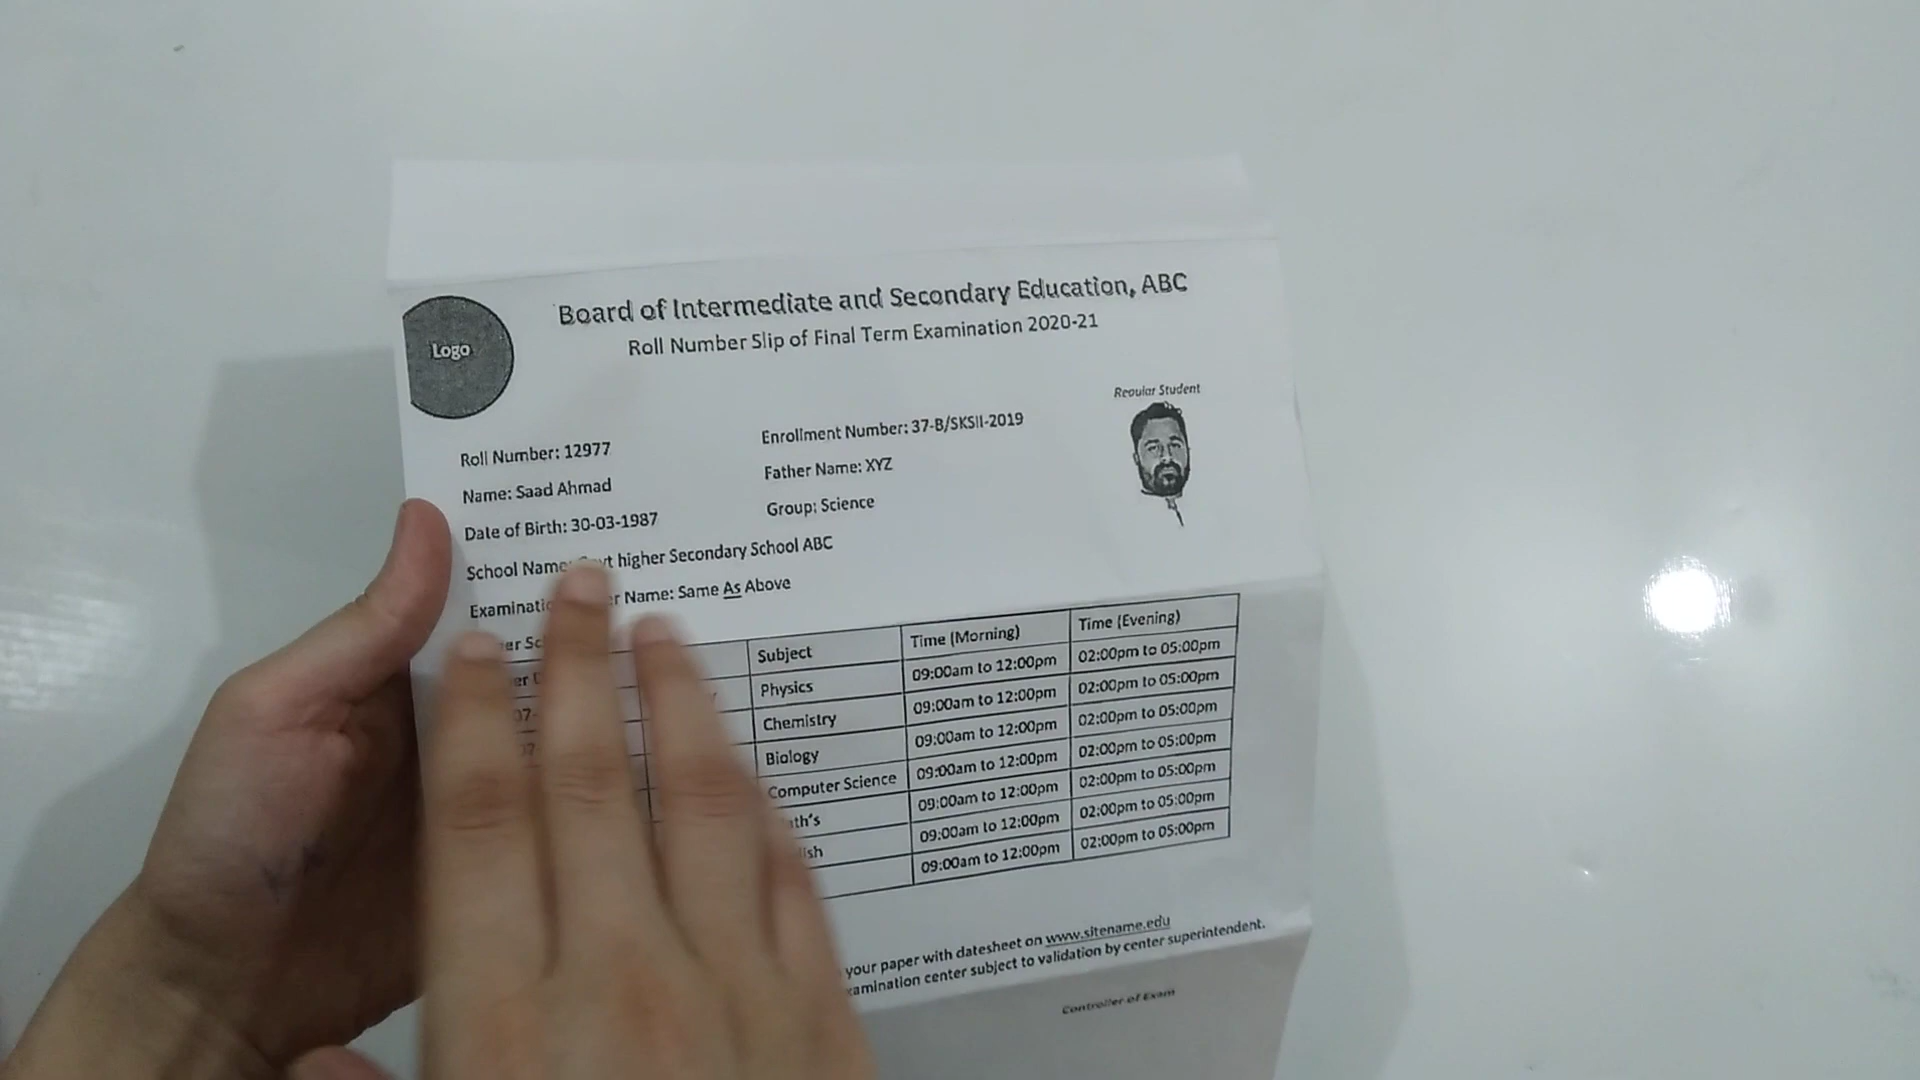 Board of Intermediate and Secondary Education, ABC
Roll Number Slip of Final Term Examination 2020-21
Logo
Regular Student
Roll Number: 12977
Enrollment Number: 37-B/SKSII-2019
Name: Saad Ahmad
Father Name: XYZ
Date of Birth: 30-03-1987
Group: Science
School Name: higher Secondary School ABC
Name: Same As Above
Subject Time (Morning) Time (Evening)
Physics 09:00am to 12:00pm 02:00pm to 05:00pm
Chemistry 09:00am to 12:00pm 02:00pm to 05:00pm
Biology 09:00am to 12:00pm 02:00pm to 05:00pm
Computer Science 09:00am to 12:00pm 02:00pm to 05:00pm
09:00am to 12:00pm 02:00pm to 05:00pm
09:00am to 12:00pm 02:00pm to 05:00pm
09:00am to 12:00pm 02:00pm to 05:00pm
your paper with datesheet on www.sitename.edu
center subject to validation by center superintendent.
Controller of Exam